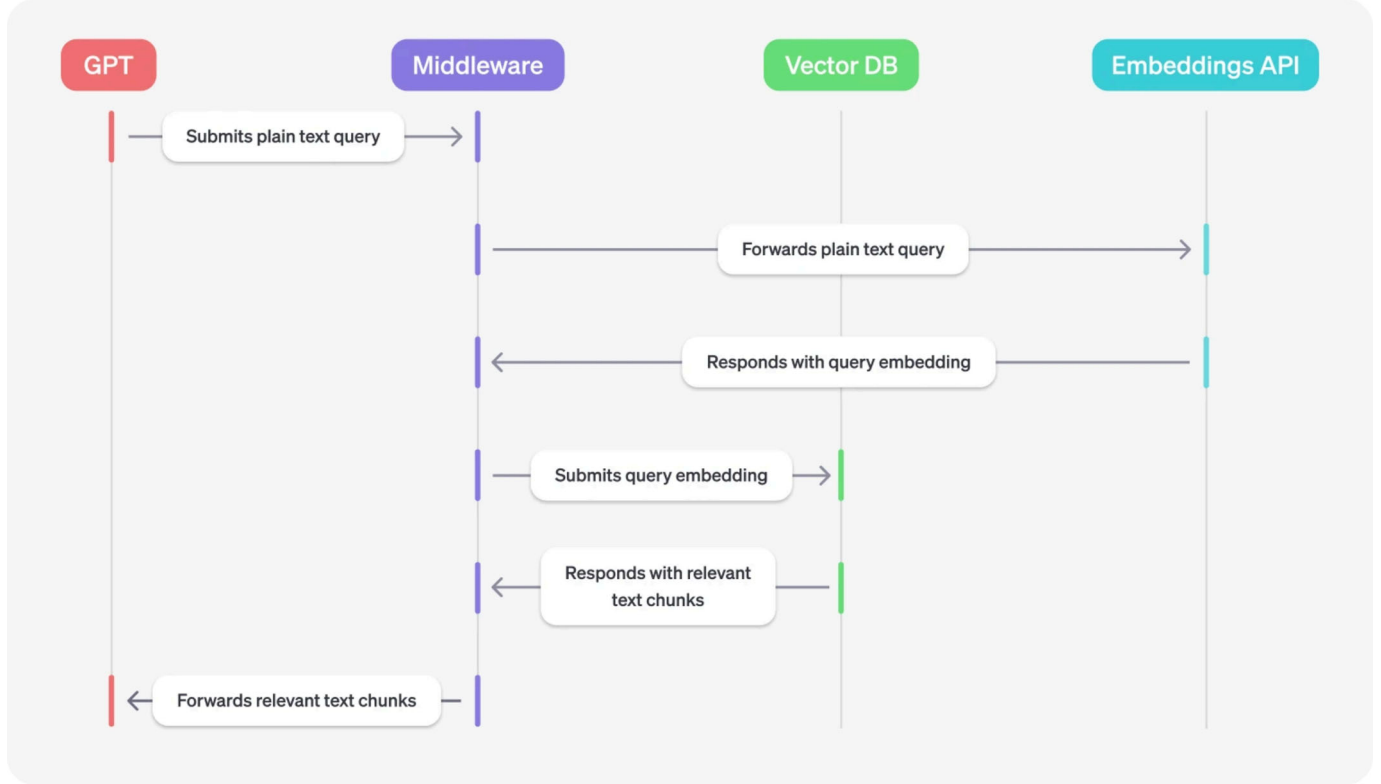 GPT
Middleware
Vector DB
Embeddings API
Submits plain text query
Forwards plain text query
Responds with query embedding
Submits query embedding
Responds with relevant
text chunks
Forwards relevant text chunks